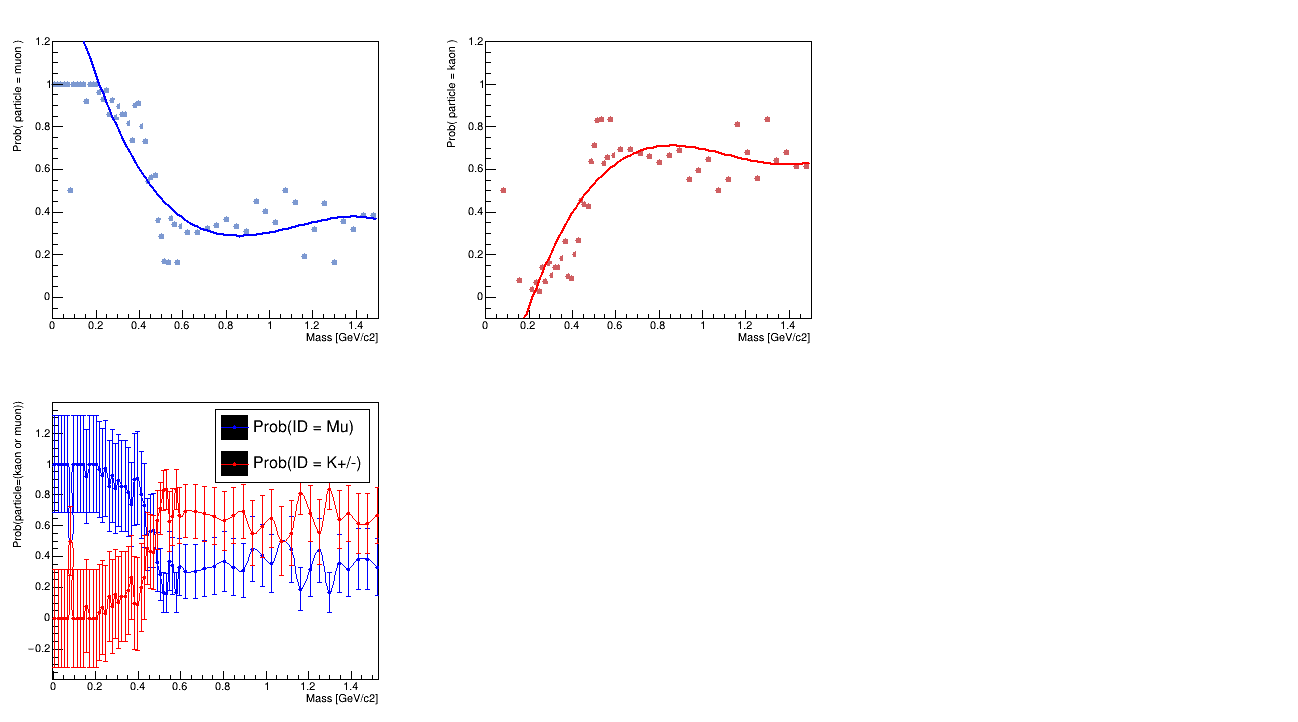 Prob( particle = muon )
1.2
1
0.8
0.6
0.4
0.2
0
0 0.2 0.4 0.6 0.8 1 1.2 1.4
Mass [GeV/c2]
Prob( particle = kaon )
1.2
1
0.8
0.6
0.4
0.2
0
0 0.2 0.4 0.6 0.8 1 1.2 1.4
Mass [GeV/c2]
Prob(particle=(kaon or muon))
1.2
1
0.8
0.6
0.4
0.2
0
−0.2
Prob(ID = Mu)
Prob(ID = K+/-)
0 0.2 0.4 0.6 0.8 1 1.2 1.4
Mass [GeV/c2]